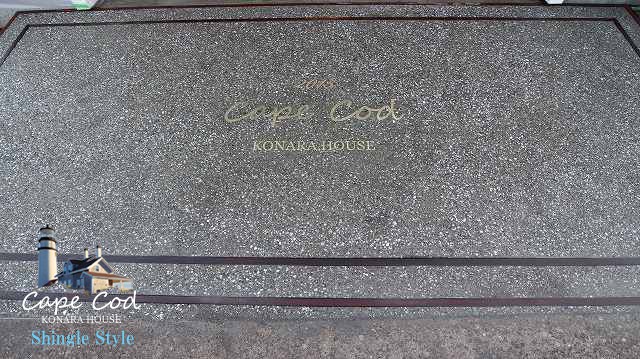 Cape Cod
KONARA HOUSE
Cape Cod
KONARA HOUSE
Shingle Style